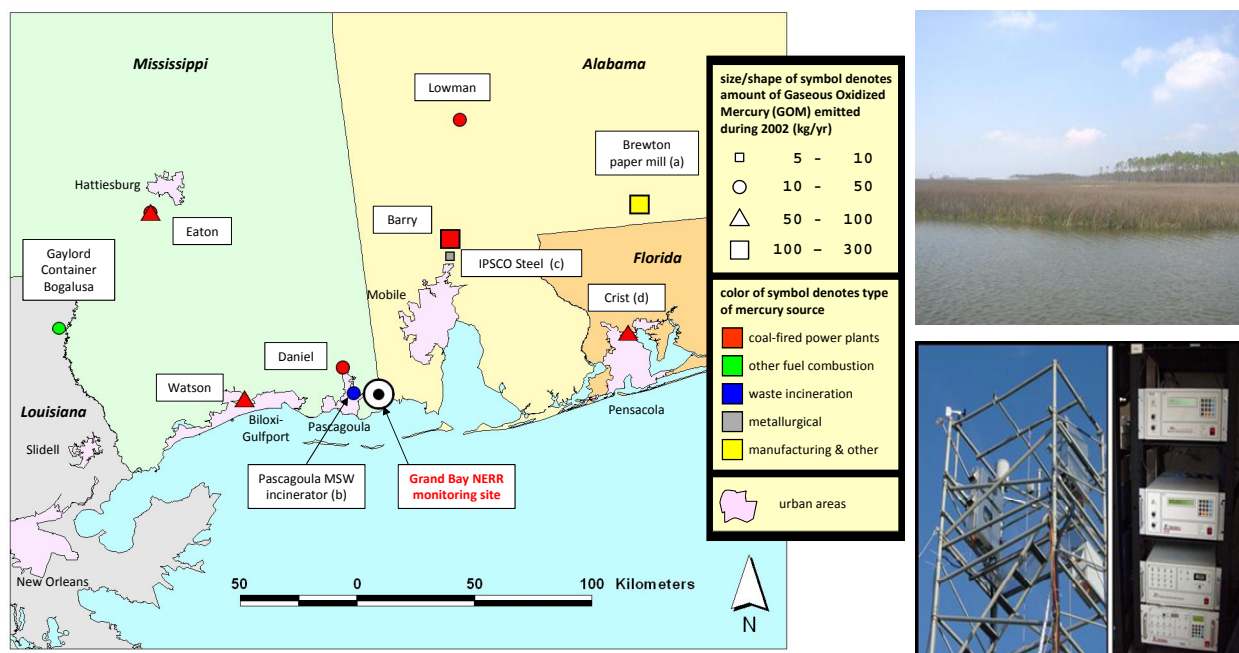 Mississippi
Alabama
Lowman
Brewton
paper mill (a)
Hattiesburg
Eaton
Barry
Gaylord
Container
Bogalusa
IPSCO Steel (c)
Florida
Mobile
Crist (d)
Daniel
Watson
Louisiana
Biloxi-
Gulfport
Pascagoula
Pensacola
Slidell
Pascagoula MSW
incinerator (b)
Grand Bay NERR
monitoring site
New Orleans
50 0 50 100 Kilometers
N
size/shape of symbol denotes
amount of Gaseous Oxidized
Mercury (GOM) emitted
during 2002 (kg/yr)
5 - 10
10 - 50
50 - 100
100 - 300
color of symbol denotes type
of mercury source
coal-fired power plants
other fuel combustion
waste incineration
metallurgical
manufacturing & other
urban areas